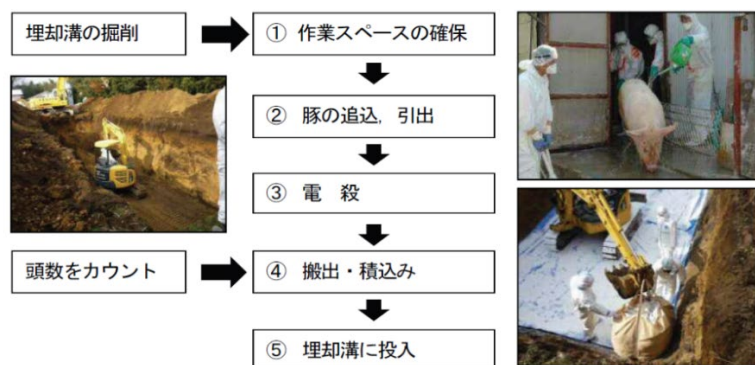 埋却溝の掘削
① 作業スペースの確保
② 豚の追込，引出
③ 電　殺
頭数をカウント
④ 搬出・積込み
⑤ 埋却溝に投入